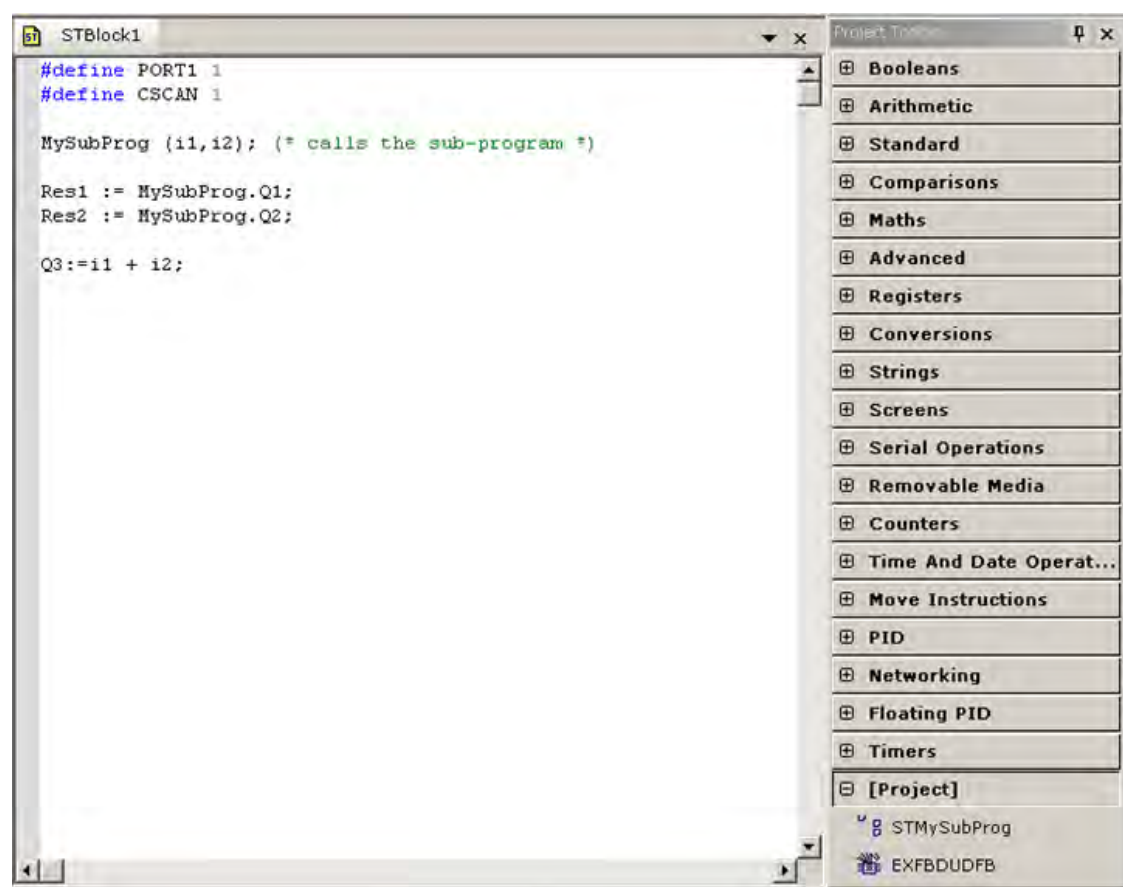 STBlock1
#define PORT1 1
#define CSCAN 1
MySubProg (i1,i2); (* calls the sub-program *)
Res1 := MySubProg.Q1;
Res2 := MySubProg.Q2;
Q3:=i1 + i2;
Project
Booleans
Arithmetic
Standard
Comparisons
Maths
Advanced
Registers
Conversions
Strings
Screens
Serial Operations
Removable Media
Counters
Time And Date Operat...
Move Instructions
PID
Networking
Floating PID
Timers
[Project]
STMySubProg
EXFBDUDFB